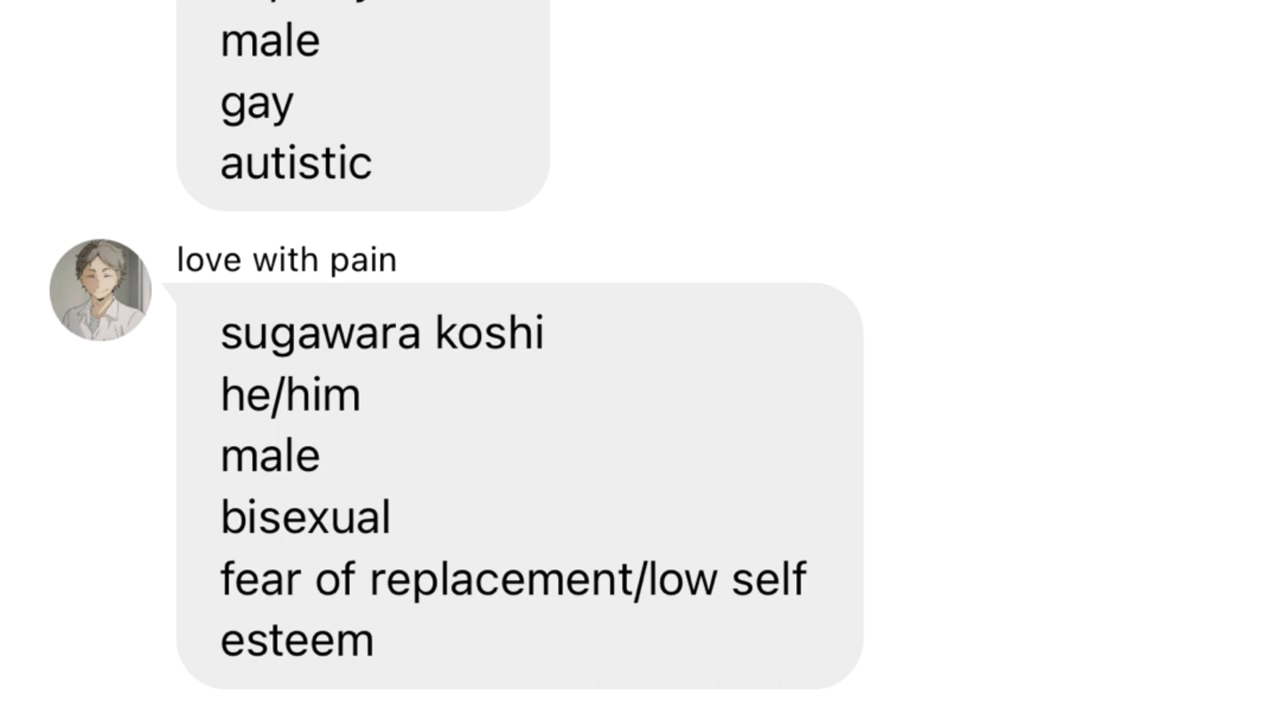 male
gay
autistic
love with pain
sugawara koshi
he/him
male
bisexual
fear of replacement/low self
esteem